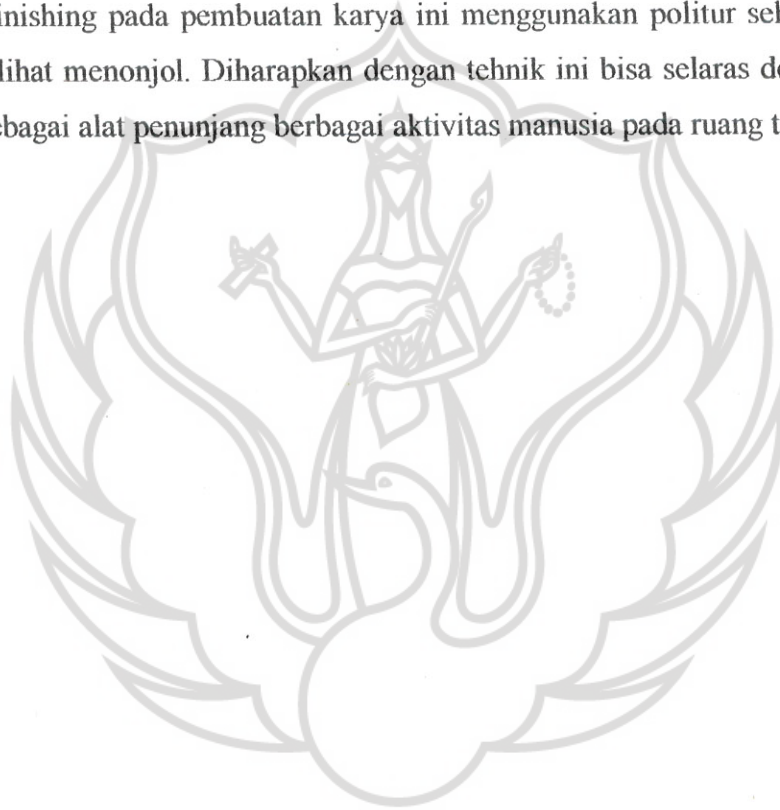 inishing pada pembuatan karya ini menggunakan politur sel
lihat menonjol. Diharapkan dengan tehnik ini bisa selaras de
ebagai alat penunjang berbagai aktivitas manusia pada ruang t